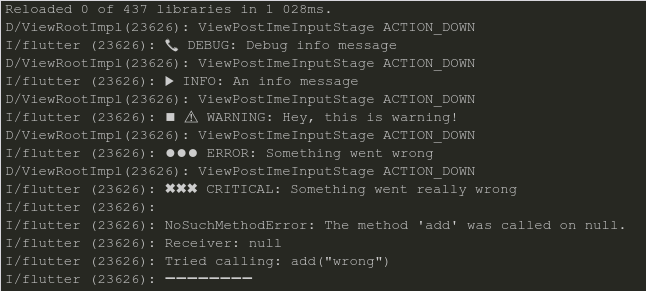 Reloaded 0 of 437 libraries in 1 028ms.
D/ViewRootImpl(23626): ViewPostImeInputStage ACTION_DOWN
I/flutter (23626): 📞 DEBUG: Debug info message
D/ViewRootImpl(23626): ViewPostImeInputStage ACTION_DOWN
I/flutter (23626): ▶ INFO: An info message
D/ViewRootImpl(23626): ViewPostImeInputStage ACTION_DOWN
I/flutter (23626): ■ ⚠ WARNING: Hey, this is warning!
D/ViewRootImpl(23626): ViewPostImeInputStage ACTION_DOWN
I/flutter (23626): ●●● ERROR: Something went wrong
D/ViewRootImpl(23626): ViewPostImeInputStage ACTION_DOWN
I/flutter (23626): ✖✖✖ CRITICAL: Something went really wrong
I/flutter (23626):
I/flutter (23626): NoSuchMethodError: The method 'add' was called on null.
I/flutter (23626): Receiver: null
I/flutter (23626): Tried calling: add("wrong")
I/flutter (23626): ➖➖➖➖➖➖➖➖